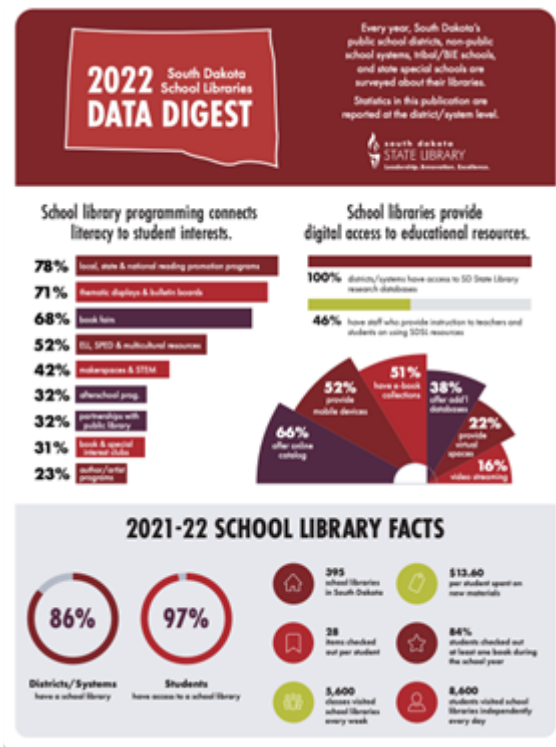 2022 South Dakota
School Libraries
DATA DIGEST
Every year, South Dakota's
public school districts, non-public
school systems, tribal/BIE schools,
and state special schools are
surveyed about their libraries.
Statistics in this publication are
reported at the district/system level.
south dakota
STATE LIBRARY
Leadership. Innovation. Excellence.
School library programming connects
literacy to student interests.
78% local, state & national reading promotion programs
71% thematic displays & bulletin boards
68% book fairs
52% ELL, SPED & multicultural resources
42% makerspaces & STEM
32% afterschool prog.
32% partnerships with
public library
31% book & special
interest clubs
23% author/artist
programs
School libraries provide
digital access to educational resources.
100% districts/systems have access to SD State Library
research databases
46% have staff who provide instruction to teachers and
students on using SDSL resources
66%
offer online
catalog
52%
provide
mobile devices
51%
have e-book
collections
38%
offer add'l
databases
22%
provide
virtual
spaces
16%
video streaming
2021-22 SCHOOL LIBRARY FACTS
86%
Districts/Systems
have a school library
97%
Students
have access to a school library
395
school libraries
in South Dakota
$13.60
per student spent on
new materials
28
items checked
out per student
84%
students checked out
at least one book during
the school year
5,600
classes visited
school libraries
every week
8,600
students visited school
libraries independently
every day